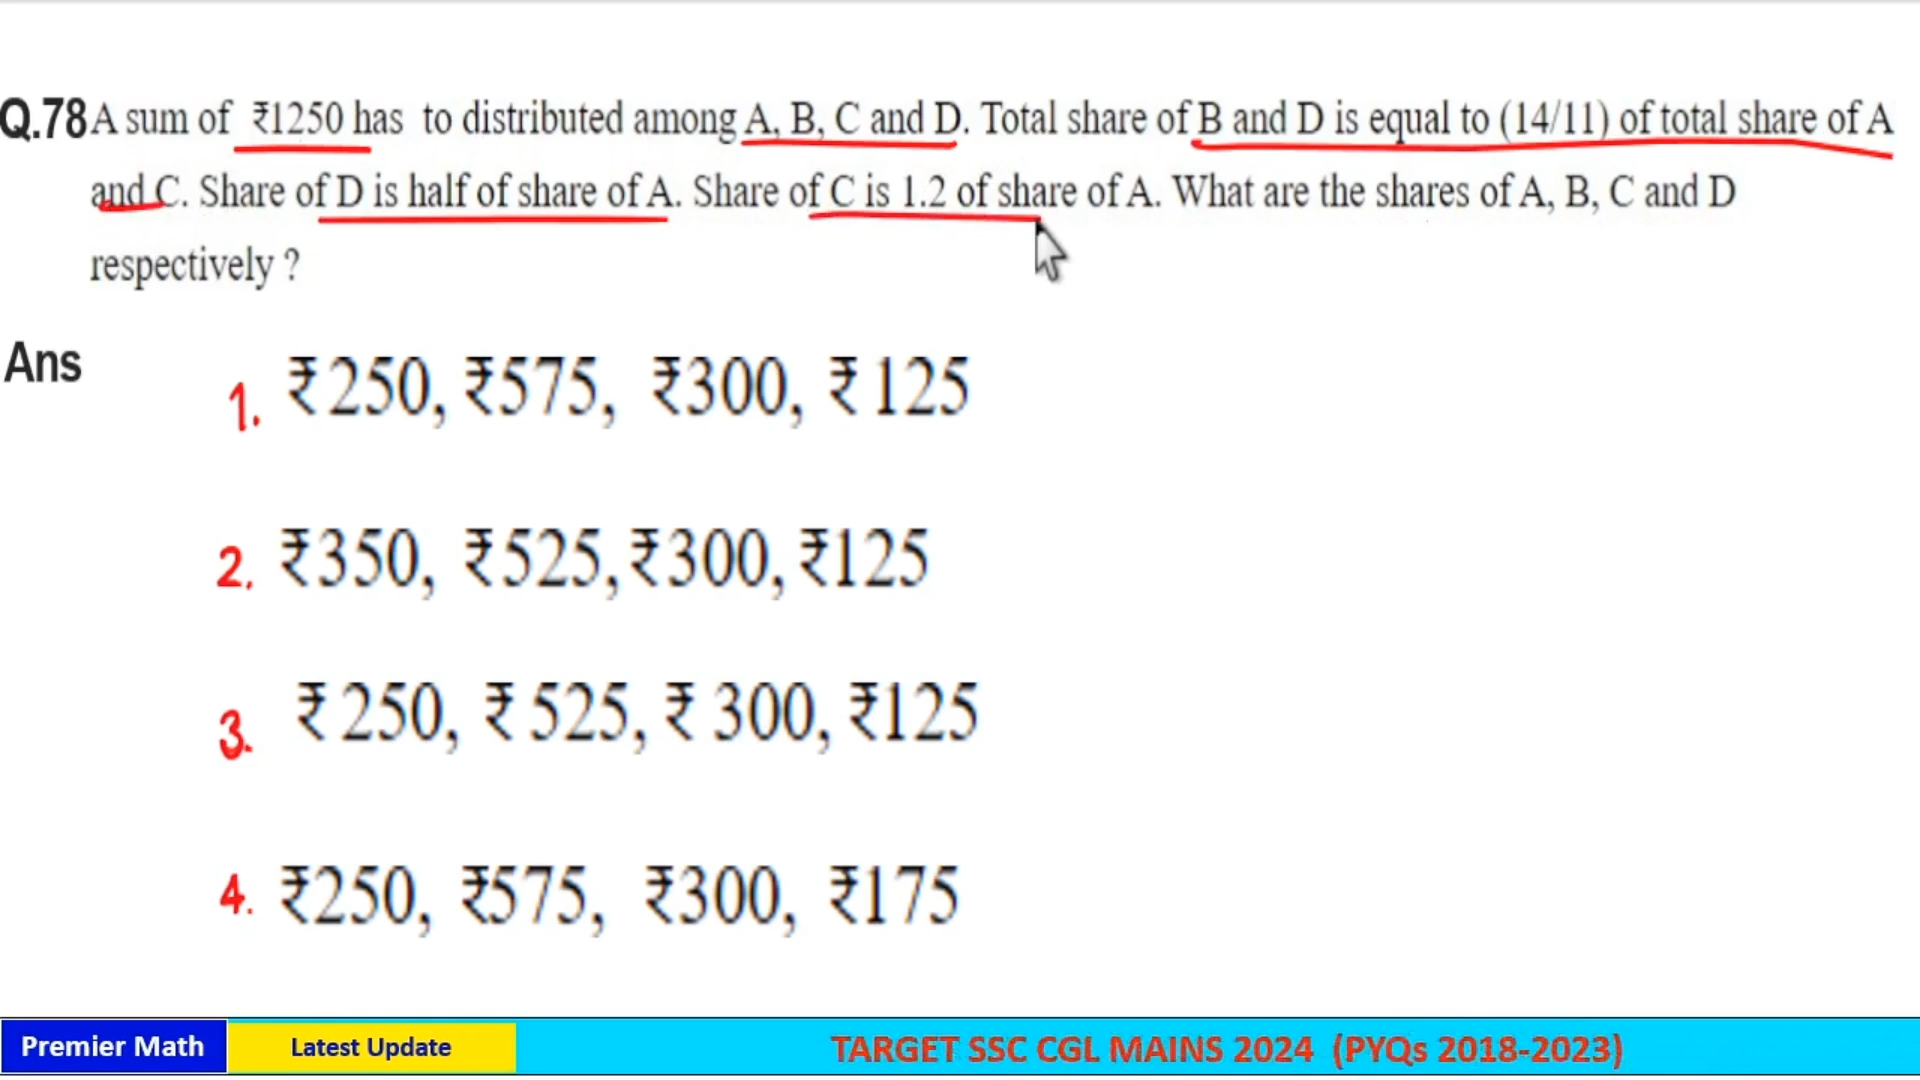 Q.78 A sum of ₹1250 has to distributed among A, B, C and D. Total share of B and D is equal to (14/11) of total share of A
and C. Share of D is half of share of A. Share of C is 1.2 of share of A. What are the shares of A, B, C and D
respectively ?
Ans
1. ₹250, ₹575, ₹300, ₹125
2. ₹350, ₹525, ₹300, ₹125
3. ₹250, ₹525, ₹300, ₹125
4. ₹250, ₹575, ₹300, ₹175
Premier Math Latest Update TARGET SSC CGL MAINS 2024 (PYQs 2018-2023)